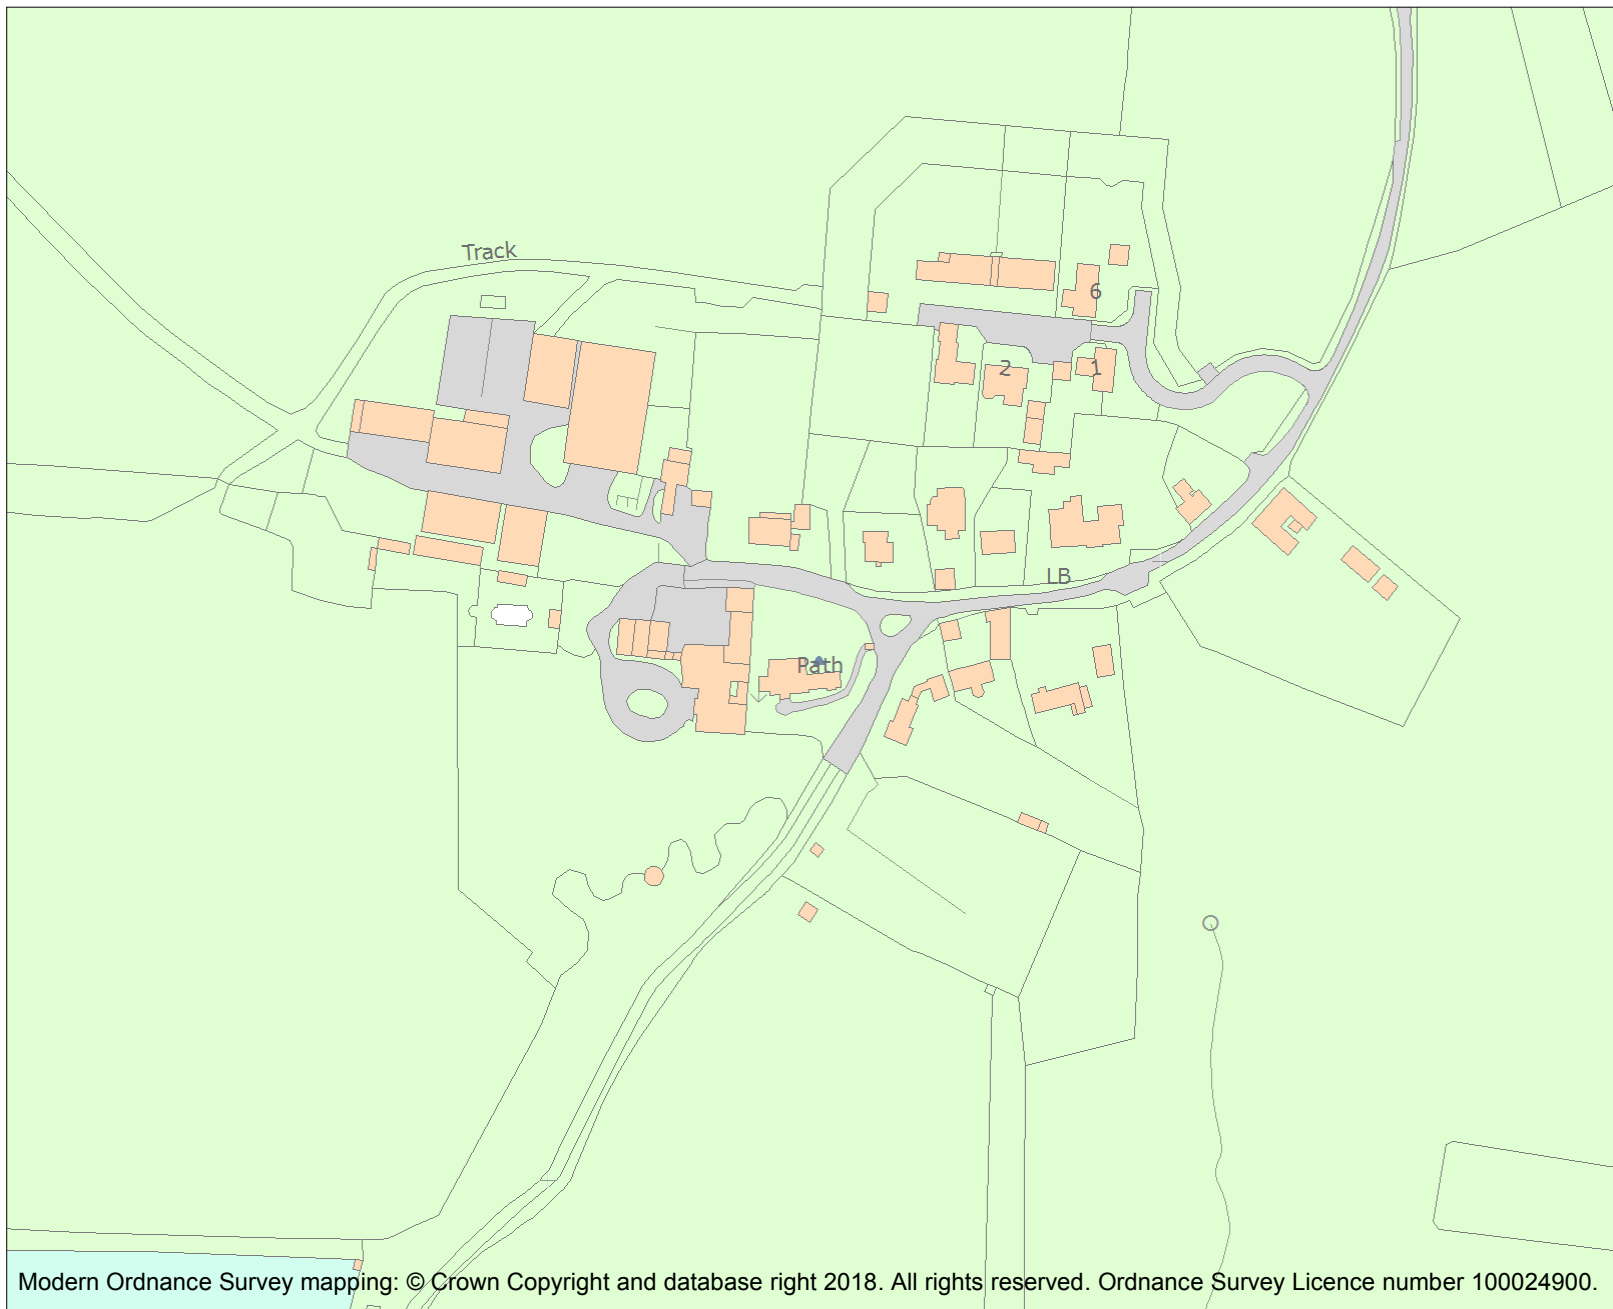 Track
6
2
1
LB
Path
Modern Ordnance Survey mapping: © Crown Copyright and database right 2018. All rights reserved. Ordnance Survey Licence number 100024900.